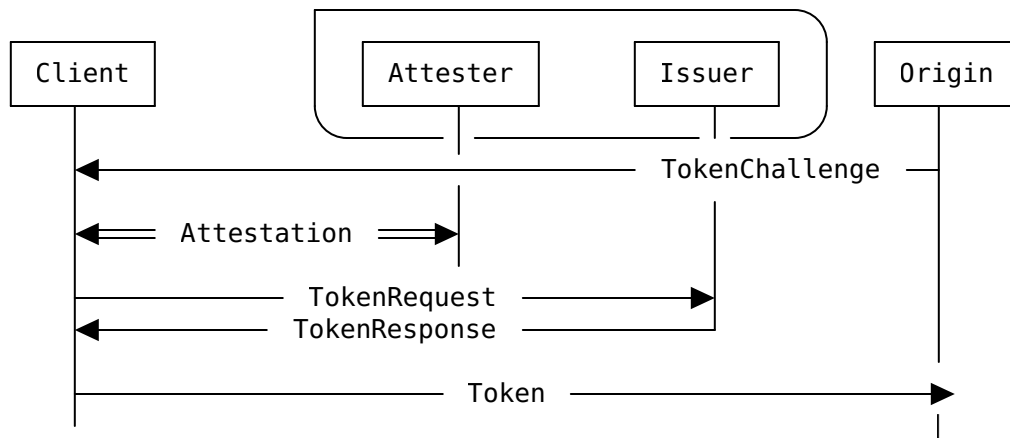 Client Attester Issuer Origin
TokenChallenge
Attestation
TokenRequest
TokenResponse
Token